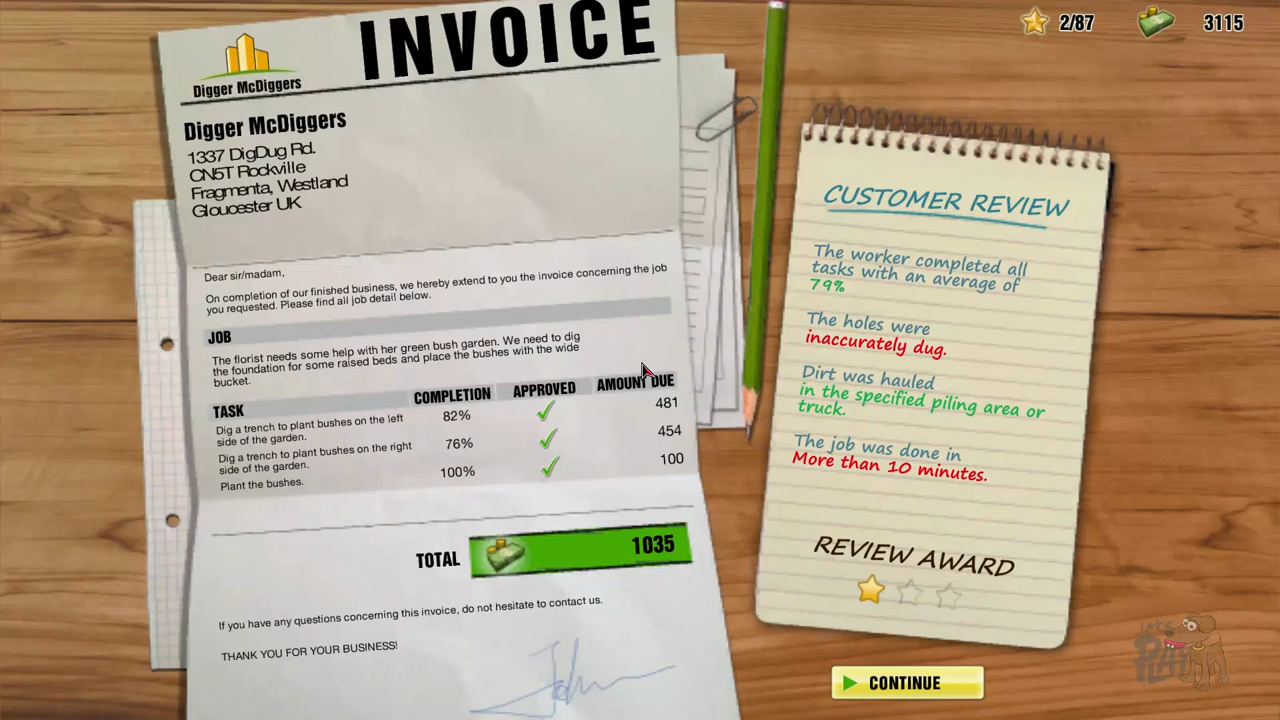 2/87
3115
INVOICE
Digger McDiggers
Digger McDiggers
1337 DigDug Rd.
CN5T Rockville
Fragmenta, Westland
Gloucester UK
Dear sir/madam,
On completion of our finished business, we hereby extend to you the invoice concerning the job
you requested. Please find all job detail below.
JOB
The florist needs some help with her green bush garden. We need to dig
the foundation for some raised beds and place the bushes with the wide
bucket.
TASK COMPLETION APPROVED AMOUNT DUE
Dig a trench to plant bushes on the left 82% 481
side of the garden.
Dig a trench to plant bushes on the right 76% 454
side of the garden.
Plant the bushes. 100% 100
TOTAL 1035
If you have any questions concerning this invoice, do not hesitate to contact us.
THANK YOU FOR YOUR BUSINESS!
John
CUSTOMER REVIEW
The worker completed all
tasks with an average of
79%
The holes were
inaccurately dug.
Dirt was hauled
in the specified piling area or
truck.
The job was done in
More than 10 minutes.
REVIEW AWARD
CONTINUE
Let's
PLAY